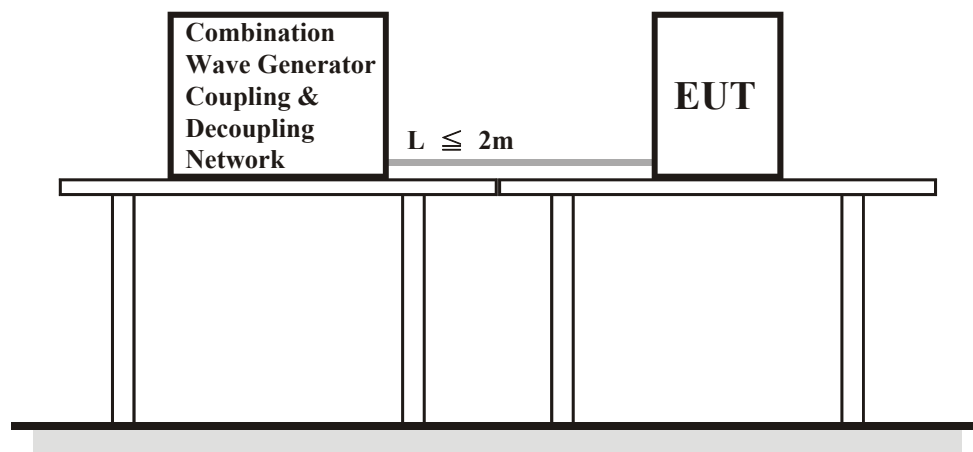 Combination
Wave Generator
Coupling &
Decoupling
Network
L ≦ 2m
EUT